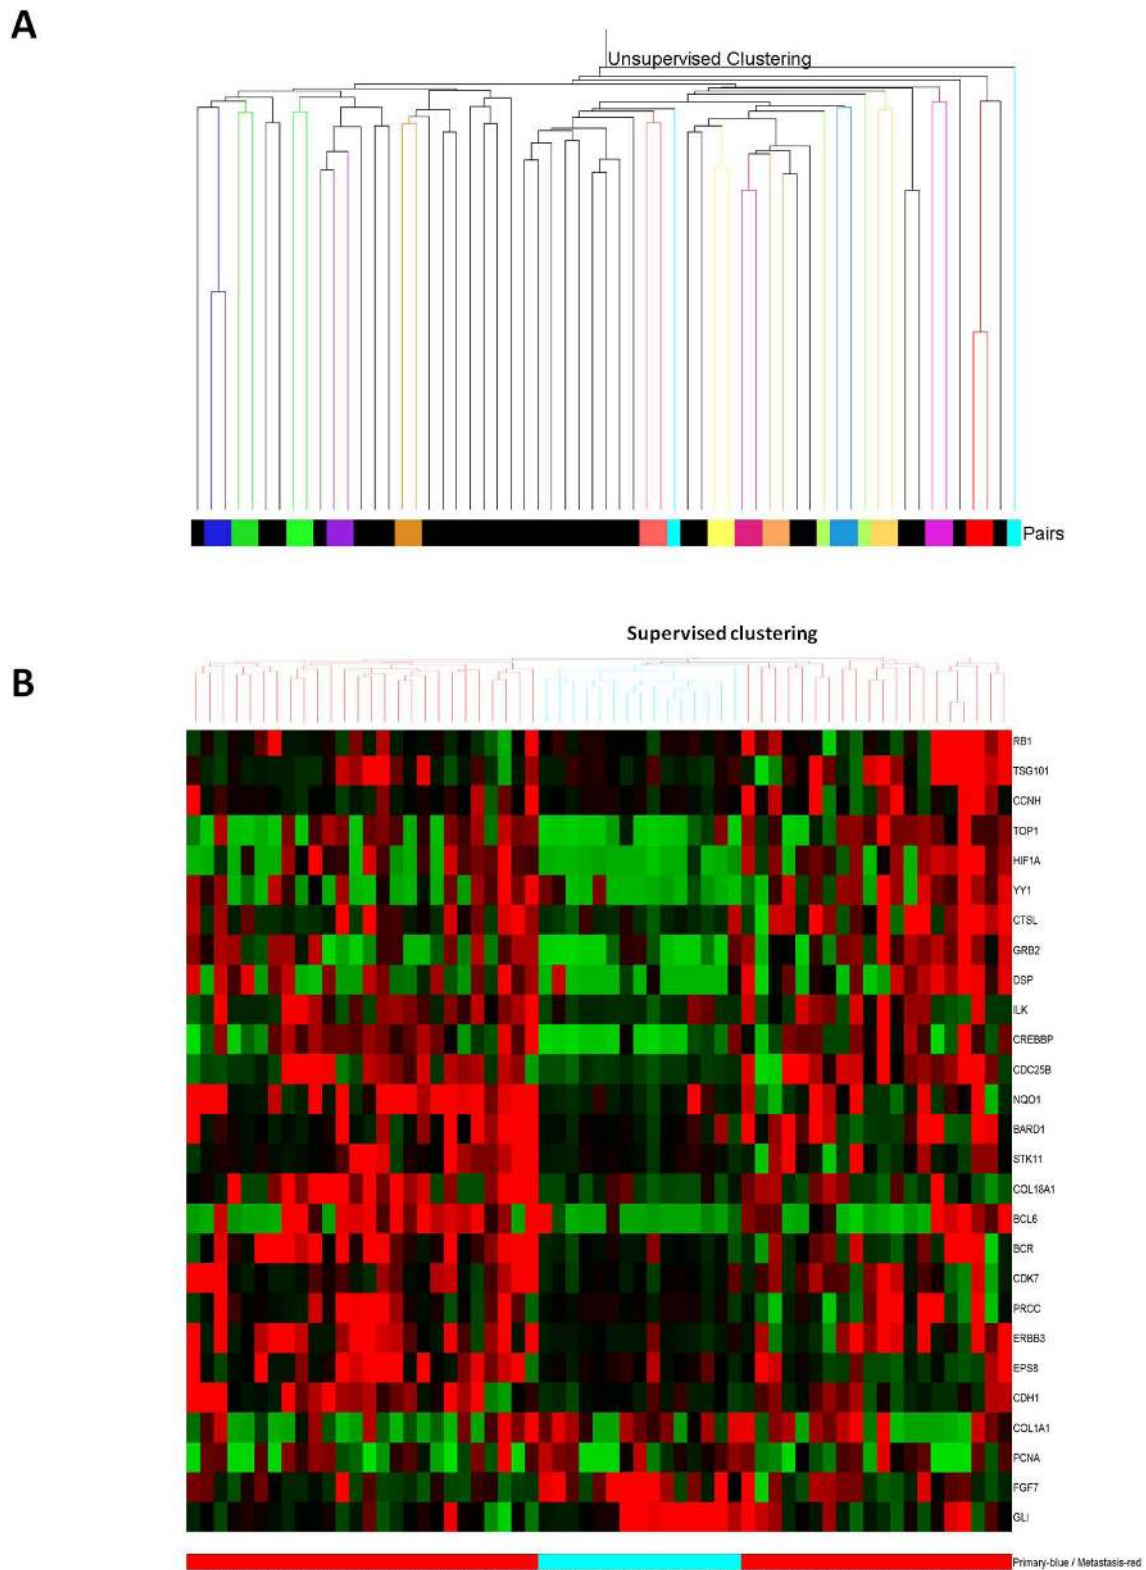 A
Unsupervised Clustering
Pairs
Supervised clustering
B
RB1
TSG101
CCNH
TOP1
HIF1A
YY1
CTSL
GRB2
DSP
ILK
CREBBP
CDC25B
NQO1
BARD1
STK11
COL18A1
BCL6
BCR
CDK7
PRCC
ERBB3
EPS8
CDH1
COL1A1
PCNA
FGF7
GLI
Primary-blue / Metastasis-red